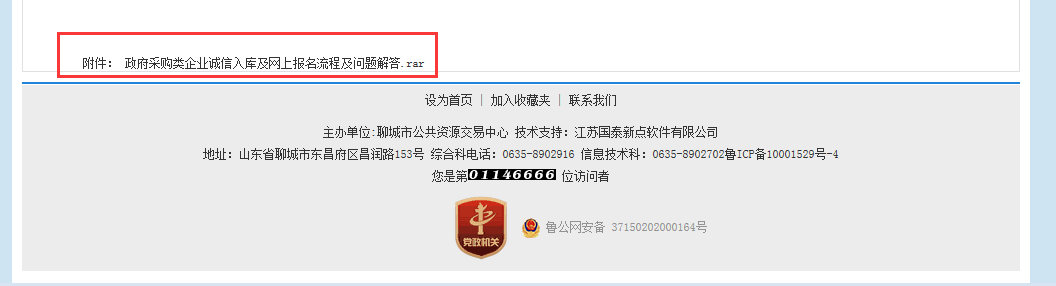 附件： 政府采购类企业诚信入库及网上报名流程及问题解答.rar
设为首页 | 加入收藏夹 | 联系我们
主办单位:聊城市公共资源交易中心 技术支持：江苏国泰新点软件有限公司
地址：山东省聊城市东昌府区昌润路153号 综合科电话：0635-8902916 信息技术科：0635-8902702鲁ICP备10001529号-4
您是第01146666 位访问者
党政机关
鲁公网安备 37150202000164号